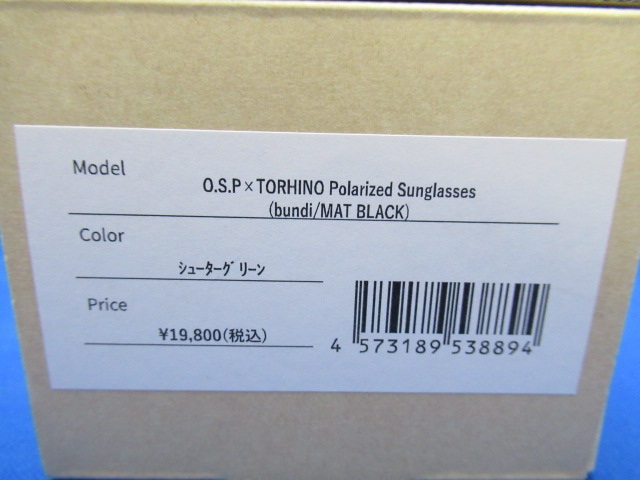 Model
O.S.P×TORHINO Polarized Sunglasses
(bundi/MAT BLACK)
Color
ｼｭｰﾀｰｸﾞﾘｰﾝ
Price
¥19,800(税込)
4 573189 538894